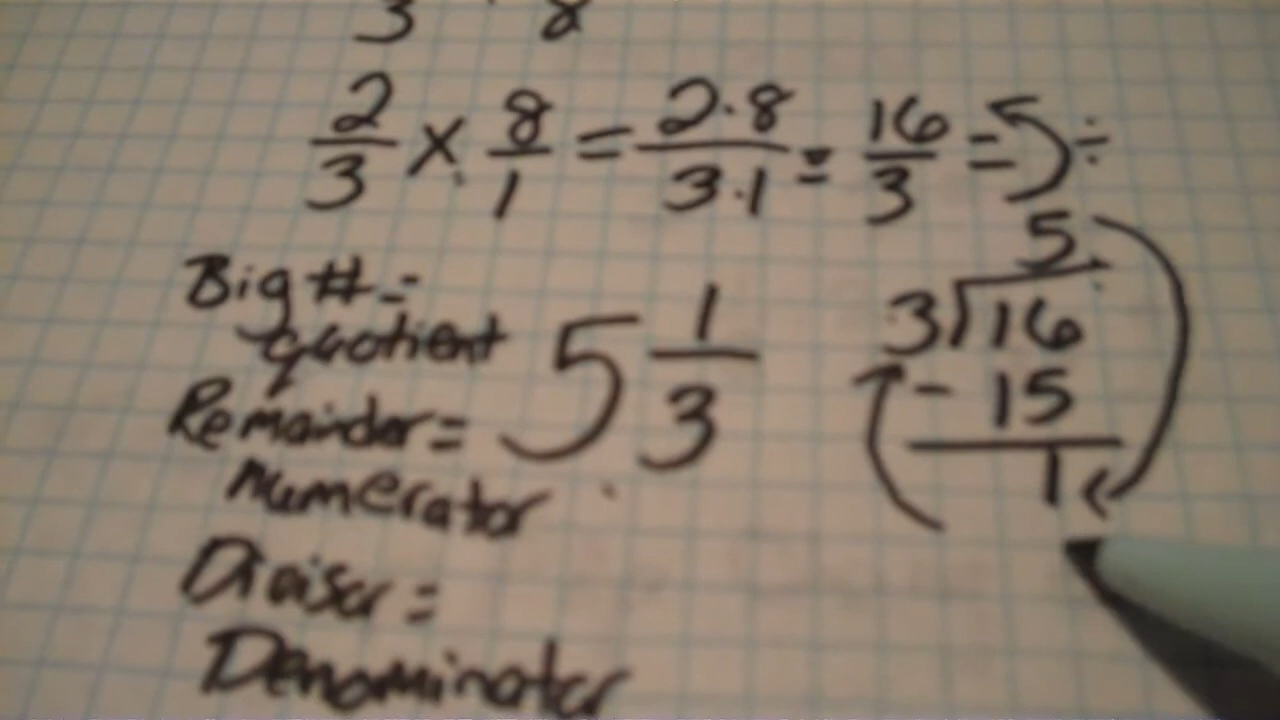 3 8
2/3 × 8/1 = 2·8/3·1 = 16/3 = ÷
Big # =
quotient
Remainder =
numerator
Divisor =
Denominator
5 1/3
5
3)16
- 15
1